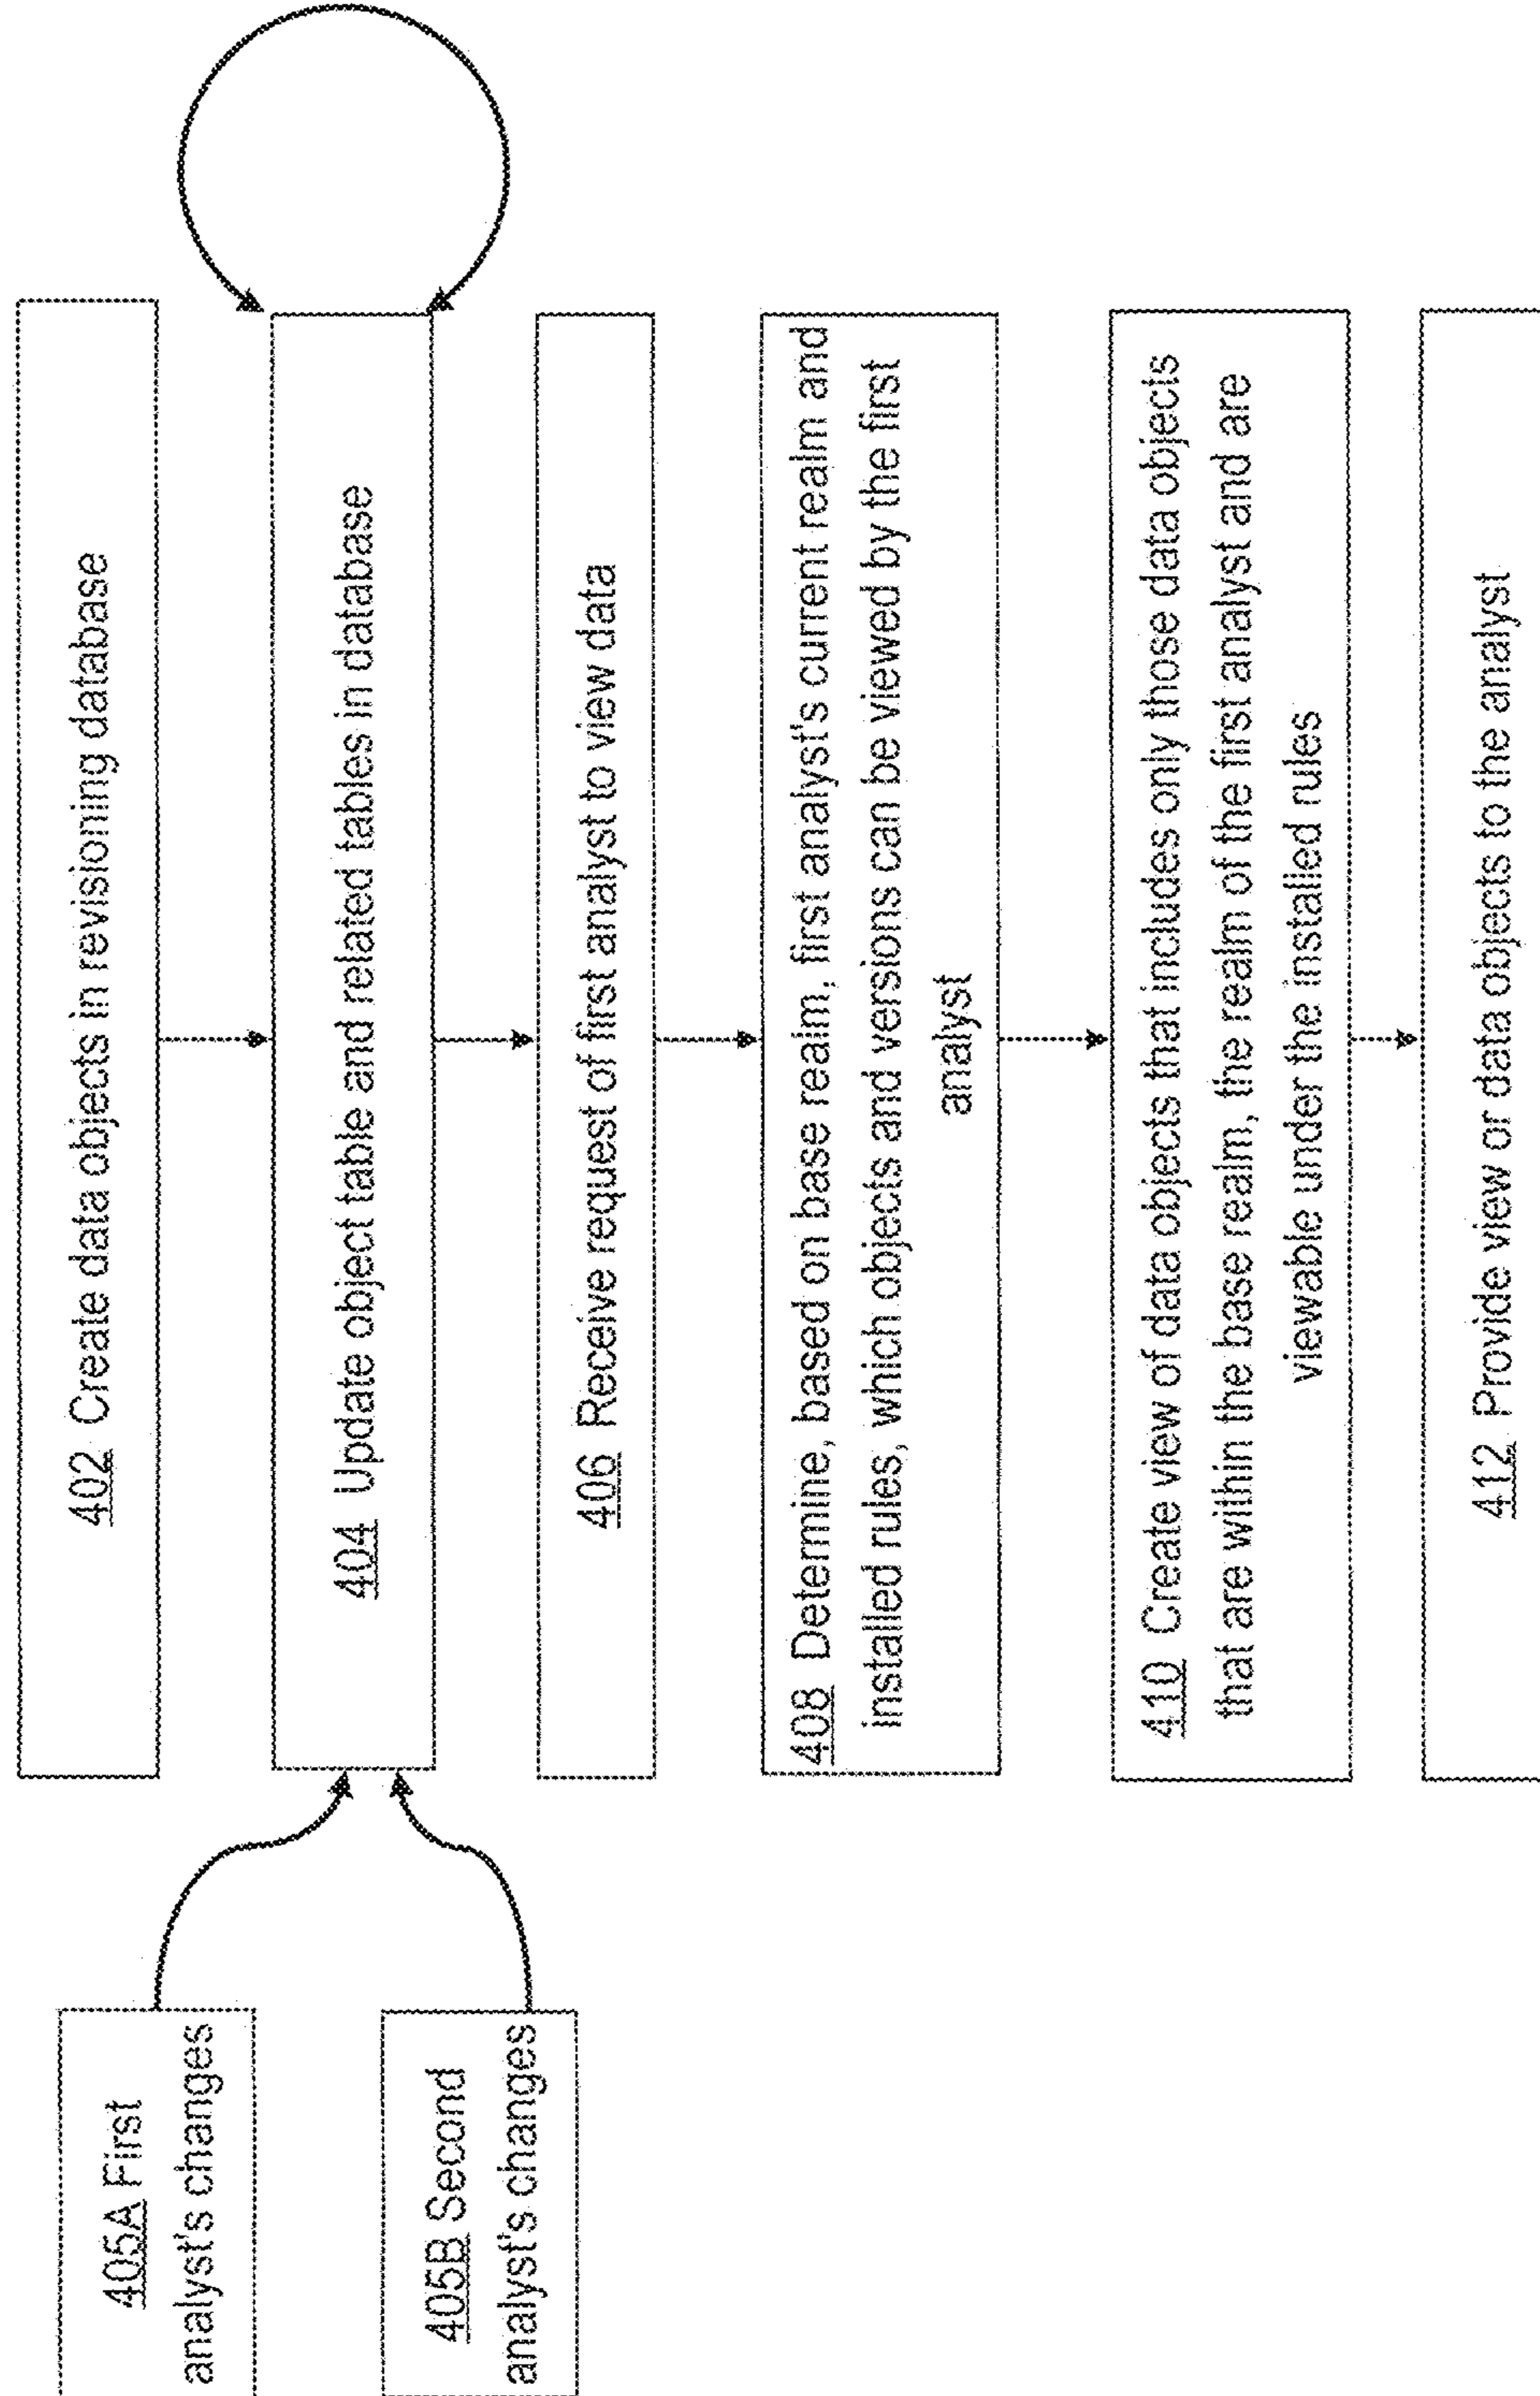 402 Create data objects in revisioning database
405A First
analyst's changes
404 Update object table and related tables in database
405B Second
analyst's changes
406 Receive request of first analyst to view data
408 Determine, based on base realm, first analyst's current realm and
installed rules, which objects and versions can be viewed by the first
analyst
410 Create view of data objects that includes only those data objects
that are within the base realm, the realm of the first analyst and are
viewable under the installed rules
412 Provide view or data objects to the analyst